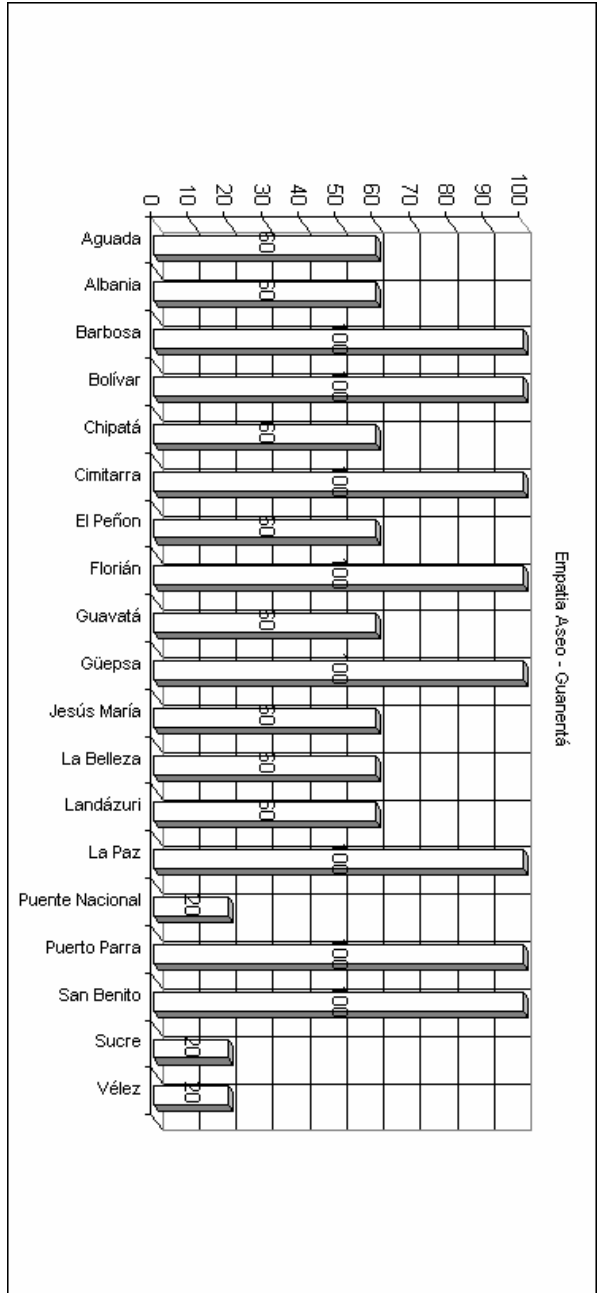 Empatia Aseo - Guanentá
100
90
80
70
60
50
40
30
20
10
0
Aguada 60
Albania 60
Barbosa 100
Bolívar 100
Chipatá 60
Cimitarra 100
El Peñon 60
Florián 100
Guavatá 60
Güepsa 100
Jesús María 60
La Belleza 60
Landázuri 60
La Paz 100
Puente Nacional 20
Puerto Parra 100
San Benito 100
Sucre 20
Vélez 20